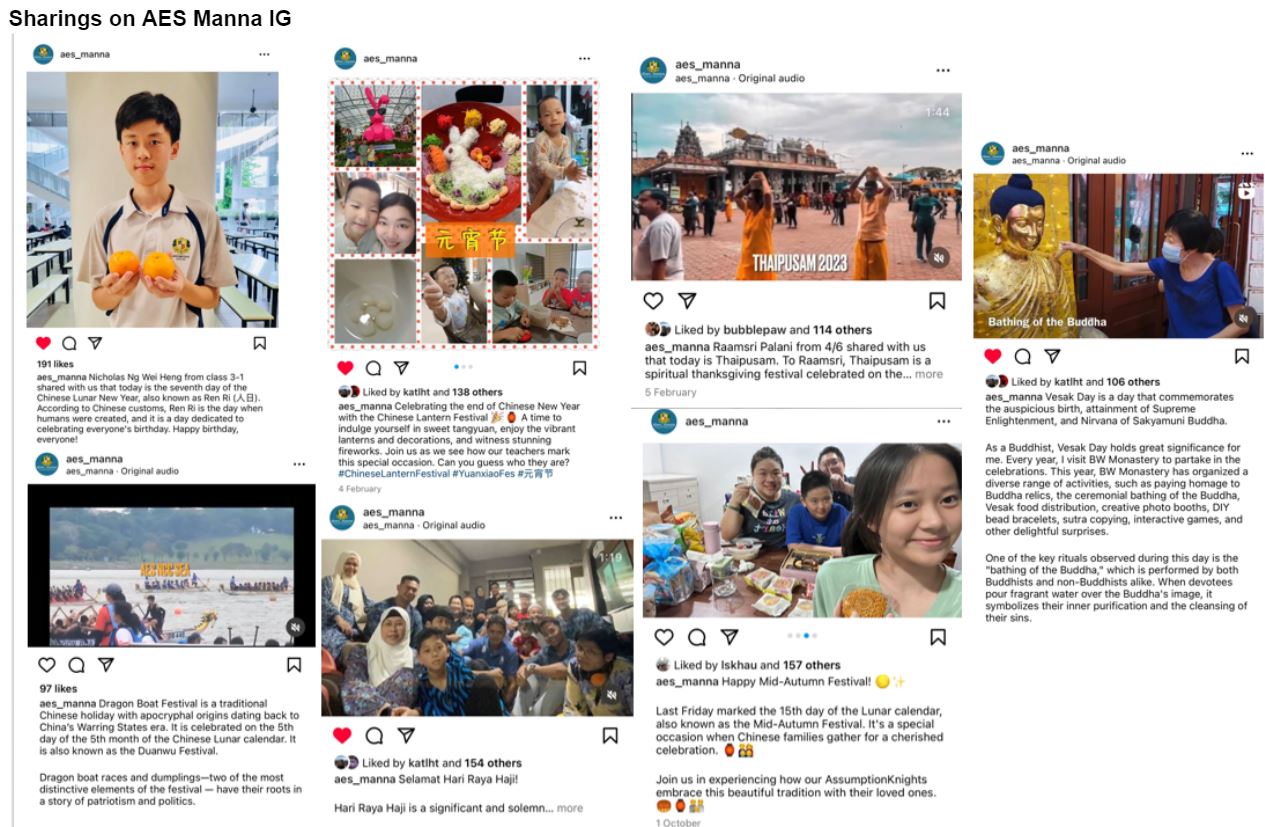 Sharings on AES Manna IG
aes_manna
191 likes
aes_manna Nicholas Ng Wei Heng from class 3-1
shared with us that today is the seventh day of the
Chinese Lunar New Year, also known as Ren Ri (人日).
According to Chinese customs, Ren Ri is the day when
humans were created, and it is a day dedicated to
celebrating everyone's birthday. Happy birthday,
everyone!
aes_manna
aes_manna · Original audio
AES NCC SEA
97 likes
aes_manna Dragon Boat Festival is a traditional
Chinese holiday with apocryphal origins dating back to
China's Warring States era. It is celebrated on the 5th
day of the 5th month of the Chinese Lunar calendar. It
is also known as the Duanwu Festival.
Dragon boat races and dumplings—two of the most
distinctive elements of the festival — have their roots in
a story of patriotism and politics.
aes_manna
元宵节
Liked by katlht and 138 others
aes_manna Celebrating the end of Chinese New Year
with the Chinese Lantern Festival 🎉🏮 A time to
indulge yourself in sweet tangyuan, enjoy the vibrant
lanterns and decorations, and witness stunning
fireworks. Join us as we see how our teachers mark
this special occasion. Can you guess who they are?
#ChineseLanternFestival #YuanxiaoFes #元宵节
4 February
aes_manna
aes_manna · Original audio
1:19
Liked by katlht and 154 others
aes_manna Selamat Hari Raya Haji!
Hari Raya Haji is a significant and solemn... more
aes_manna
aes_manna · Original audio
1:44
THAIPUSAM 2023
Liked by bubblepaw and 114 others
aes_manna Raamsri Palani from 4/6 shared with us
that today is Thaipusam. To Raamsri, Thaipusam is a
spiritual thanksgiving festival celebrated on the... more
5 February
aes_manna
Liked by lskhau and 157 others
aes_manna Happy Mid-Autumn Festival! 🌕✨
Last Friday marked the 15th day of the Lunar calendar,
also known as the Mid-Autumn Festival. It's a special
occasion when Chinese families gather for a cherished
celebration. 🏮👨‍👩‍👧‍👦
Join us in experiencing how our AssumptionKnights
embrace this beautiful tradition with their loved ones.
🥮🏮👨‍👩‍👧‍👦
1 October
aes_manna
aes_manna · Original audio
Bathing of the Buddha
Liked by katlht and 106 others
aes_manna Vesak Day is a day that commemorates
the auspicious birth, attainment of Supreme
Enlightenment, and Nirvana of Sakyamuni Buddha.
As a Buddhist, Vesak Day holds great significance for
me. Every year, I visit BW Monastery to partake in the
celebrations. This year, BW Monastery has organized a
diverse range of activities, such as paying homage to
Buddha relics, the ceremonial bathing of the Buddha,
Vesak food distribution, creative photo booths, DIY
bead bracelets, sutra copying, interactive games, and
other delightful surprises.
One of the key rituals observed during this day is the
"bathing of the Buddha," which is performed by both
Buddhists and non-Buddhists alike. When devotees
pour fragrant water over the Buddha's image, it
symbolizes their inner purification and the cleansing of
their sins.